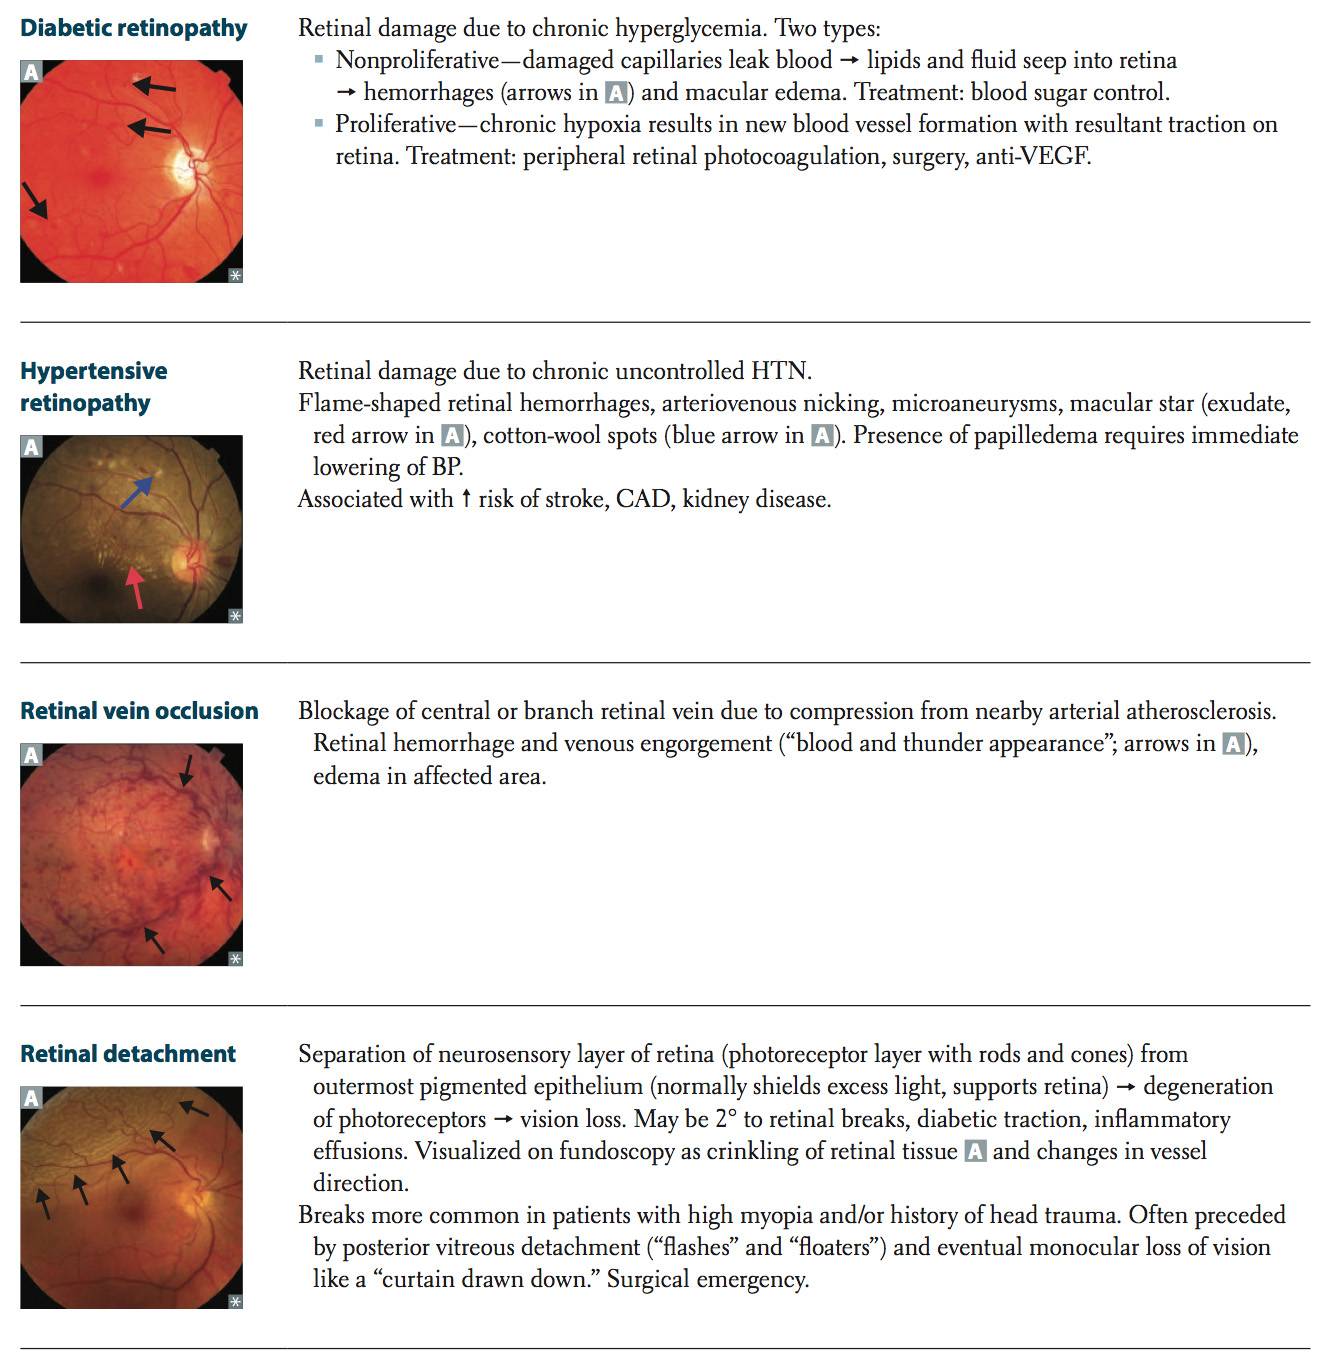 Diabetic retinopathy
A
*
Retinal damage due to chronic hyperglycemia. Two types:
▪ Nonproliferative—damaged capillaries leak blood → lipids and fluid seep into retina
→ hemorrhages (arrows in A) and macular edema. Treatment: blood sugar control.
▪ Proliferative—chronic hypoxia results in new blood vessel formation with resultant traction on
retina. Treatment: peripheral retinal photocoagulation, surgery, anti-VEGF.
Hypertensive
retinopathy
A
*
Retinal damage due to chronic uncontrolled HTN.
Flame-shaped retinal hemorrhages, arteriovenous nicking, microaneurysms, macular star (exudate,
red arrow in A), cotton-wool spots (blue arrow in A). Presence of papilledema requires immediate
lowering of BP.
Associated with ↑ risk of stroke, CAD, kidney disease.
Retinal vein occlusion
A
*
Blockage of central or branch retinal vein due to compression from nearby arterial atherosclerosis.
Retinal hemorrhage and venous engorgement (“blood and thunder appearance”; arrows in A),
edema in affected area.
Retinal detachment
A
*
Separation of neurosensory layer of retina (photoreceptor layer with rods and cones) from
outermost pigmented epithelium (normally shields excess light, supports retina) → degeneration
of photoreceptors → vision loss. May be 2° to retinal breaks, diabetic traction, inflammatory
effusions. Visualized on fundoscopy as crinkling of retinal tissue A and changes in vessel
direction.
Breaks more common in patients with high myopia and/or history of head trauma. Often preceded
by posterior vitreous detachment (“flashes” and “floaters”) and eventual monocular loss of vision
like a “curtain drawn down.” Surgical emergency.